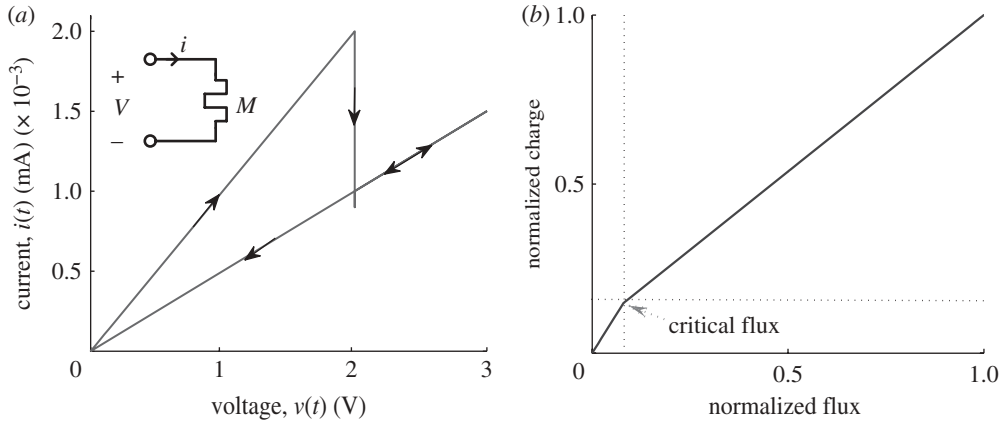 (a)
2.0
1.5
1.0
0.5
0
1
2
3
current, i(t) (mA) (× 10⁻³)
voltage, v(t) (V)
i
+
V
−
M
(b)
1.0
0.5
0
0.5
1.0
normalized charge
critical flux
normalized flux